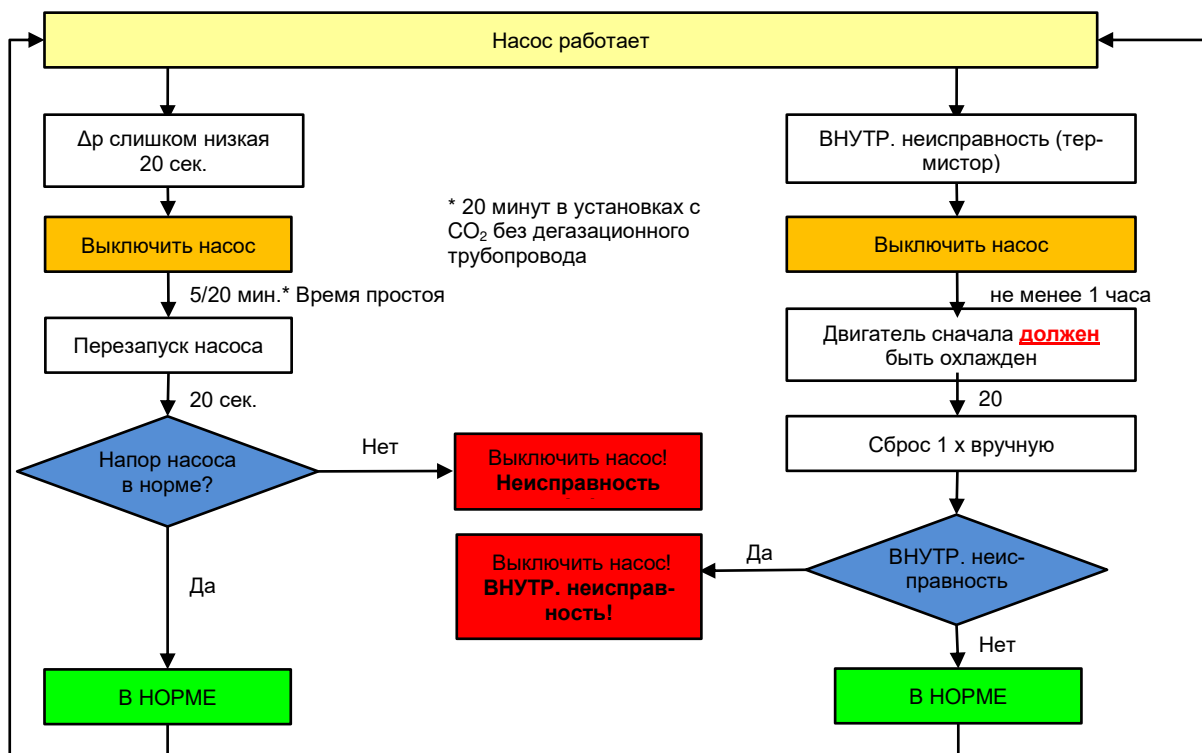 Насос работает
Δp слишком низкая
20 сек.
Выключить насос
5/20 мин.* Время простоя
Перезапуск насоса
20 сек.
Напор насоса
в норме?
Нет
Выключить насос!
Неисправность
Да
В НОРМЕ
* 20 минут в установках с
CO₂ без дегазационного
трубопровода
ВНУТР. неисправность (тер-
мистор)
Выключить насос
не менее 1 часа
Двигатель сначала должен
быть охлажден
20
Сброс 1 x вручную
ВНУТР. неис-
правность
Да
Выключить насос!
ВНУТР. неисправ-
ность!
Нет
В НОРМЕ